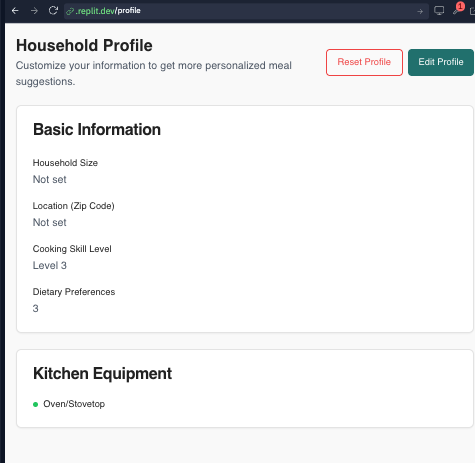 .replit.dev/profile
1
Household Profile
Customize your information to get more personalized meal
suggestions.
Reset Profile
Edit Profile
Basic Information
Household Size
Not set
Location (Zip Code)
Not set
Cooking Skill Level
Level 3
Dietary Preferences
3
Kitchen Equipment
Oven/Stovetop